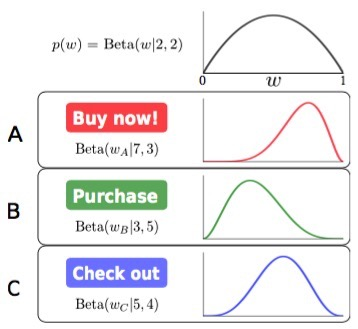 p(w) = Beta(w|2, 2)
0 w 1
A
Buy now!
Beta(w_A|7, 3)
B
Purchase
Beta(w_B|3, 5)
C
Check out
Beta(w_C|5, 4)